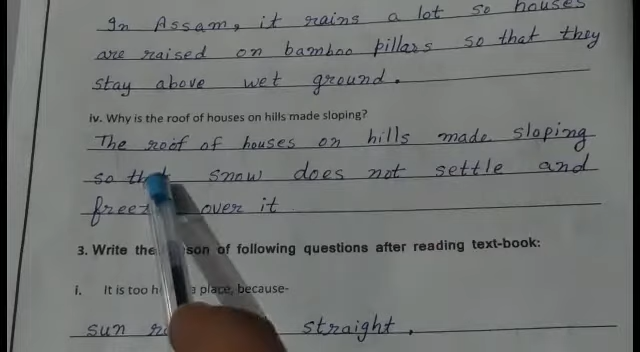 In Assam, it rains a lot so houses
are raised on bamboo pillars so that they
stay above wet ground.
iv. Why is the roof of houses on hills made sloping?
The roof of houses on hills made sloping
so that snow does not settle and
over it
3. Write the of following questions after reading text-book:
i. It is too a place, because-
sun straight.